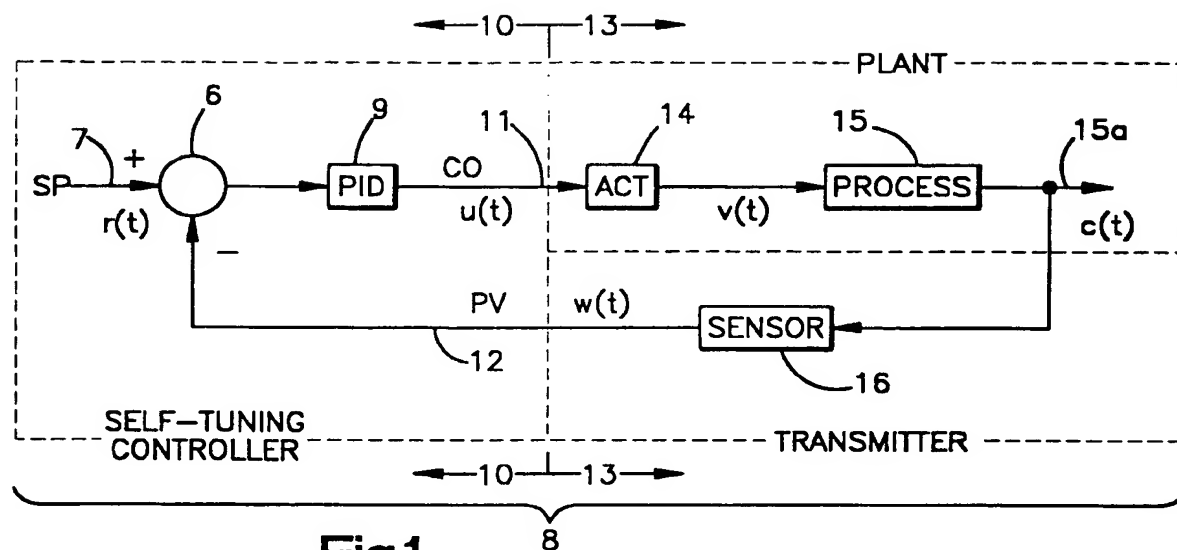 10 13
PLANT
6 9 11 14 15 15a
7 + CO
SP PID ACT PROCESS
r(t) u(t) v(t) c(t)
−
PV w(t) SENSOR
12 16
SELF-TUNING
CONTROLLER TRANSMITTER
10 13
8
Fig1